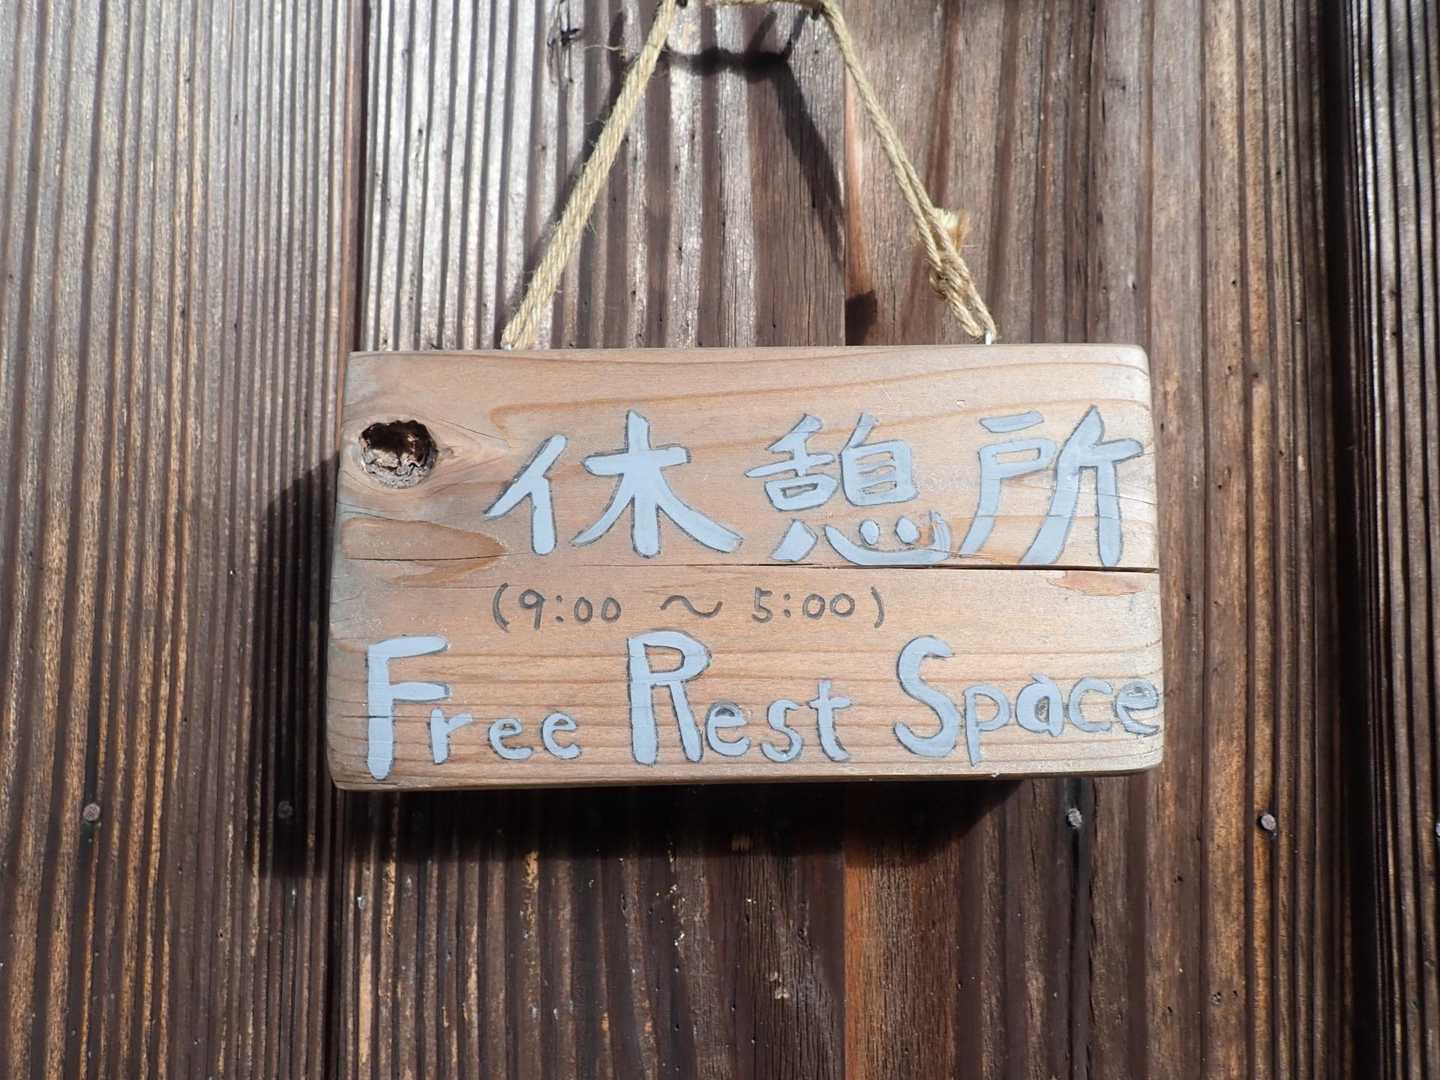 休憩所
(9:00 〜 5:00)
Free Rest Space